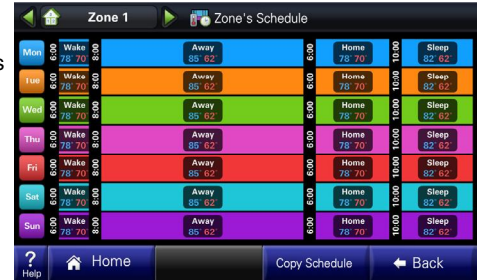 Zone 1 Zone's Schedule
Mon 6:00 Wake 78° 70° 8:00 Away 85° 62° 6:00 Home 78° 70° 10:00 Sleep 82° 62°
Tue 6:00 Wake 78° 70° 8:00 Away 85° 62° 6:00 Home 78° 70° 10:00 Sleep 82° 62°
Wed 6:00 Wake 78° 70° 8:00 Away 85° 62° 6:00 Home 78° 70° 10:00 Sleep 82° 62°
Thu 6:00 Wake 78° 70° 8:00 Away 85° 62° 6:00 Home 78° 70° 10:00 Sleep 82° 62°
Fri 6:00 Wake 78° 70° 8:00 Away 85° 62° 6:00 Home 78° 70° 10:00 Sleep 82° 62°
Sat 6:00 Wake 78° 70° 8:00 Away 85° 62° 6:00 Home 78° 70° 10:00 Sleep 82° 62°
Sun 6:00 Wake 78° 70° 8:00 Away 85° 62° 6:00 Home 78° 70° 10:00 Sleep 82° 62°
? Help Home Copy Schedule Back